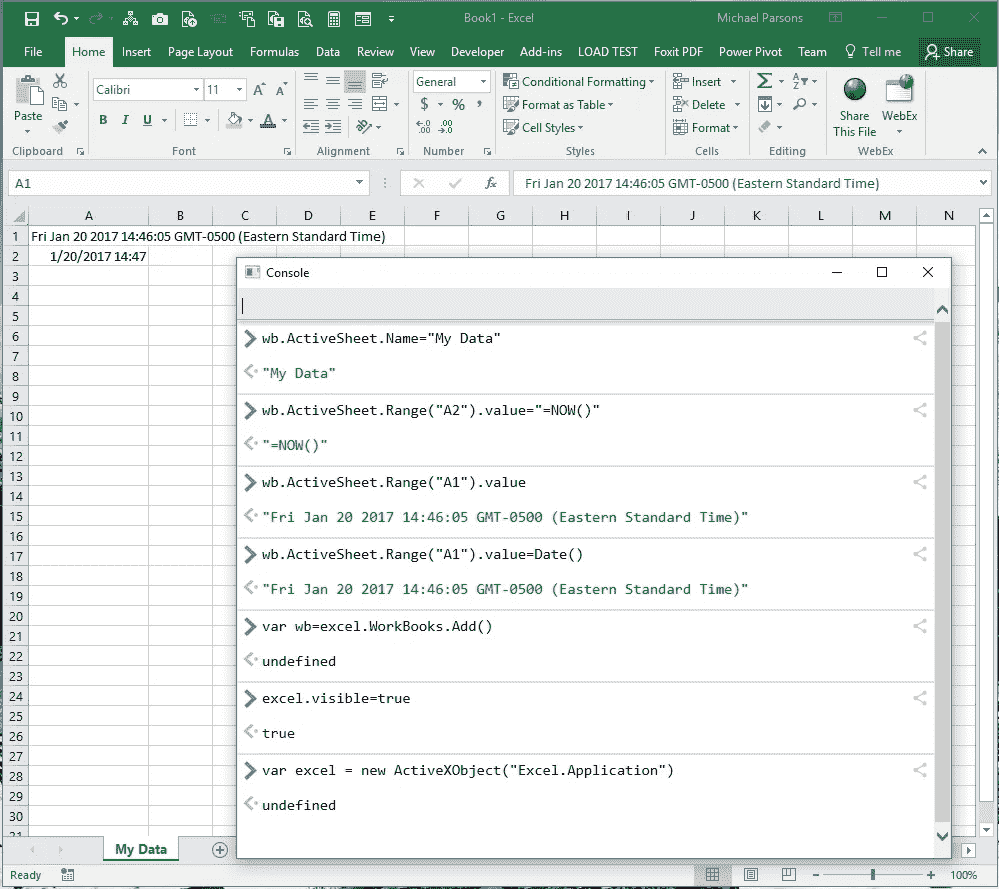 Book1 - Excel
Michael Parsons
File Home Insert Page Layout Formulas Data Review View Developer Add-ins LOAD TEST Foxit PDF Power Pivot Team Tell me Share
Calibri 11 A A General Conditional Formatting Insert
Paste B I U A $ % , Format as Table Delete Share This File WebEx
Cell Styles Format
Clipboard Font Alignment Number Styles Cells Editing WebEx
A1 fx Fri Jan 20 2017 14:46:05 GMT-0500 (Eastern Standard Time)
A B C D E F G H I J K L M N
1 Fri Jan 20 2017 14:46:05 GMT-0500 (Eastern Standard Time)
2 1/20/2017 14:47
3
4
5
6
7
8
9
10
11
12
13
14
15
16
17
18
19
20
21
22
23
24
25
26
27
28
29
30
31
Console
wb.ActiveSheet.Name="My Data"
"My Data"
wb.ActiveSheet.Range("A2").value="=NOW()"
"=NOW()"
wb.ActiveSheet.Range("A1").value
"Fri Jan 20 2017 14:46:05 GMT-0500 (Eastern Standard Time)"
wb.ActiveSheet.Range("A1").value=Date()
"Fri Jan 20 2017 14:46:05 GMT-0500 (Eastern Standard Time)"
var wb=excel.WorkBooks.Add()
undefined
excel.visible=true
true
var excel = new ActiveXObject("Excel.Application")
undefined
My Data
Ready
100%